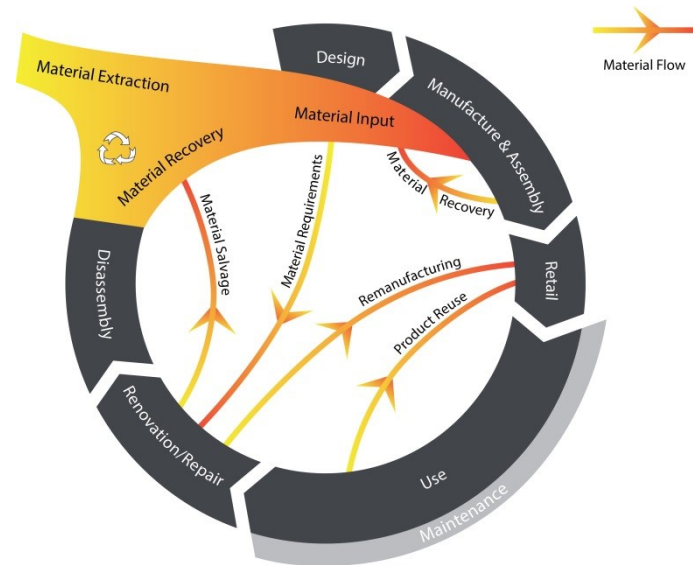 Design
Material Flow
Material Extraction
Material Input
Manufacture & Assembly
Material Recovery
Material Recovery
Material Salvage
Material Requirements
Disassembly
Remanufacturing
Retail
Product Reuse
Renovation/Repair
Use
Maintenance